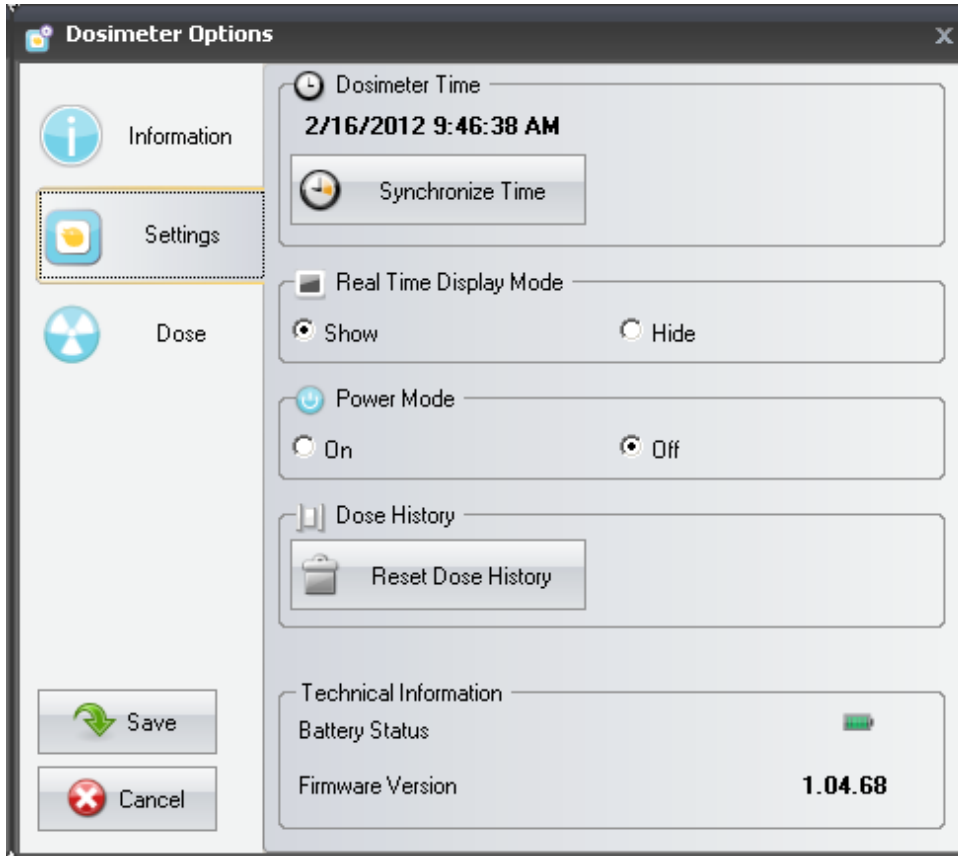 Dosimeter Options
x
Information
Settings
Dose
Save
Cancel
Dosimeter Time
2/16/2012 9:46:38 AM
Synchronize Time
Real Time Display Mode
Show Hide
Power Mode
On Off
Dose History
Reset Dose History
Technical Information
Battery Status
Firmware Version 1.04.68